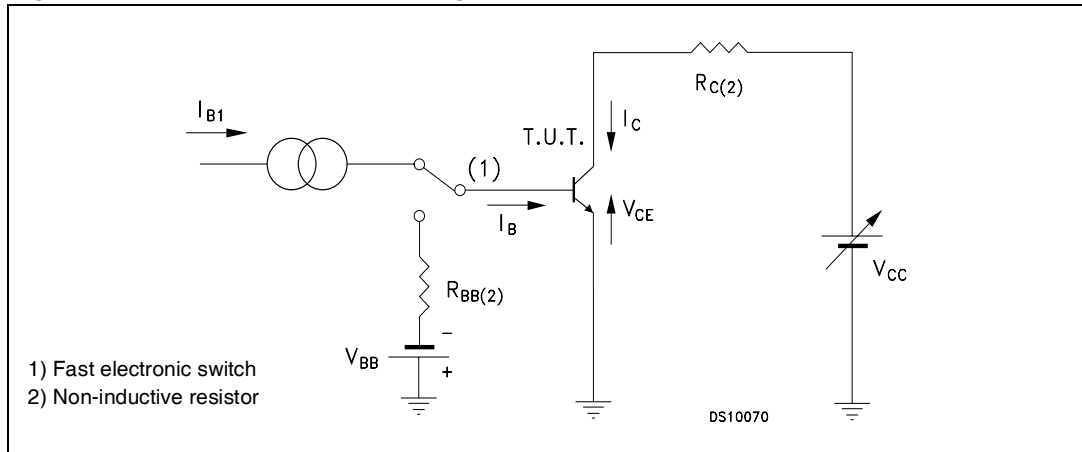 I_B1
(1)
I_B
T.U.T.
I_C
V_CE
R_C(2)
V_CC
R_BB(2)
V_BB
−
+
1) Fast electronic switch
2) Non-inductive resistor
DS10070